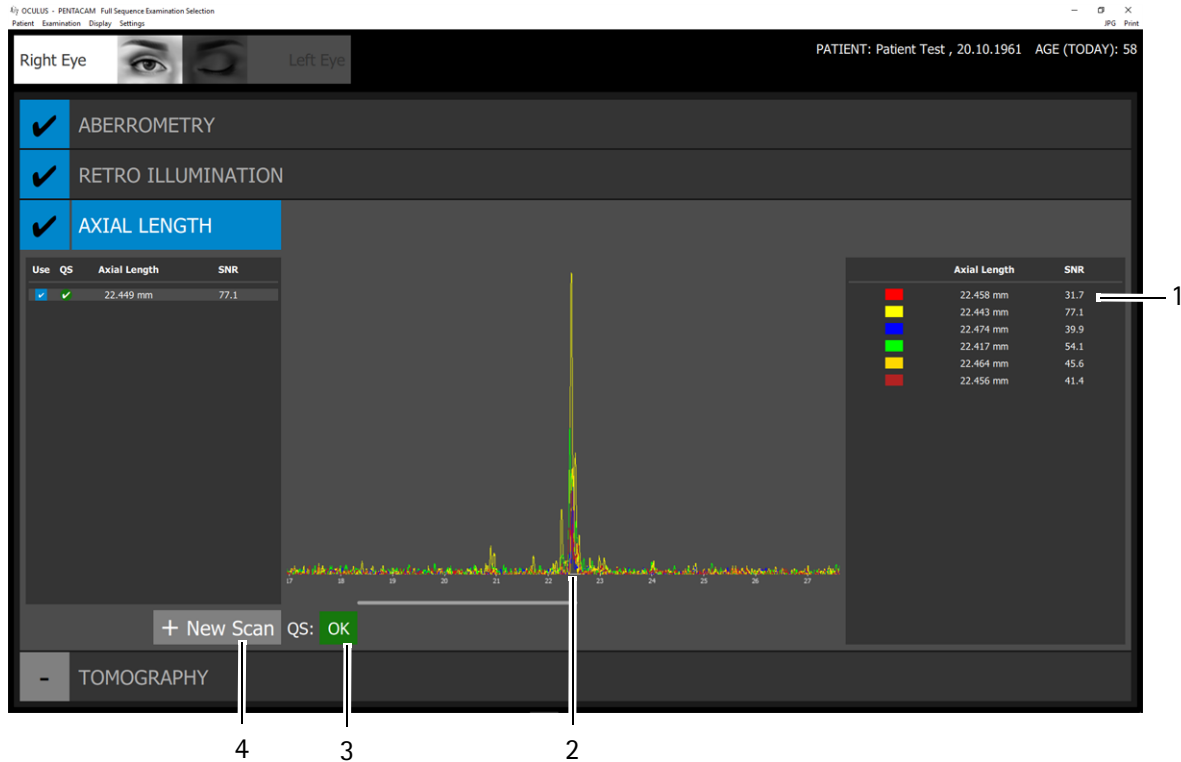 OCULUS - PENTACAM Full Sequence Examination Selection
Patient Examination Display Settings JPG Print
Right Eye Left Eye PATIENT: Patient Test , 20.10.1961 AGE (TODAY): 58
ABERROMETRY
RETRO ILLUMINATION
AXIAL LENGTH
Use QS Axial Length SNR
22.449 mm 77.1
Axial Length SNR
22.458 mm 31.7
22.443 mm 77.1
22.474 mm 39.9
22.417 mm 54.1
22.464 mm 45.6
22.456 mm 41.4
1
17 18 19 20 21 22 23 24 25 26 27
+ New Scan QS: OK
- TOMOGRAPHY
4 3 2